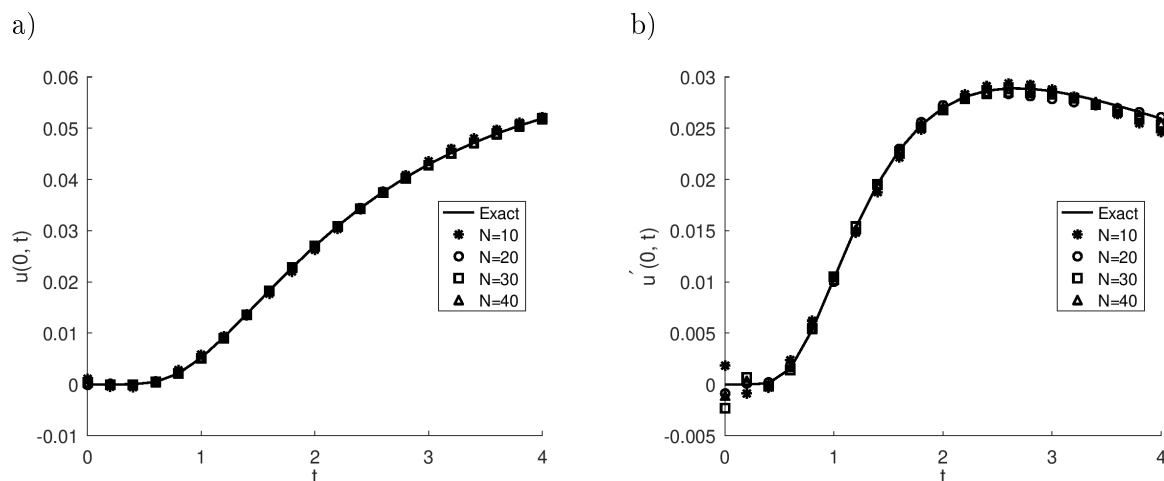 a)
0.06
0.05
0.04
0.03
0.02
0.01
0
-0.01
u(0, t)
0
1
2
3
4
t
Exact
N=10
N=20
N=30
N=40
b)
0.03
0.025
0.02
0.015
0.01
0.005
0
-0.005
u´(0, t)
0
1
2
3
4
t
Exact
N=10
N=20
N=30
N=40